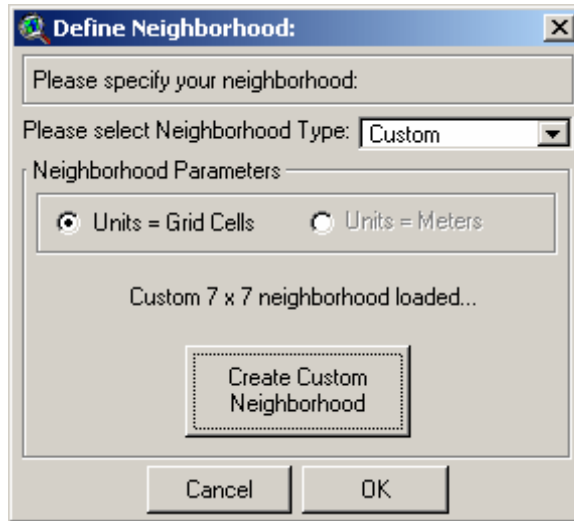 Define Neighborhood:
Please specify your neighborhood:
Please select Neighborhood Type: Custom
Neighborhood Parameters
Units = Grid Cells Units = Meters
Custom 7 x 7 neighborhood loaded...
Create Custom
Neighborhood
Cancel OK